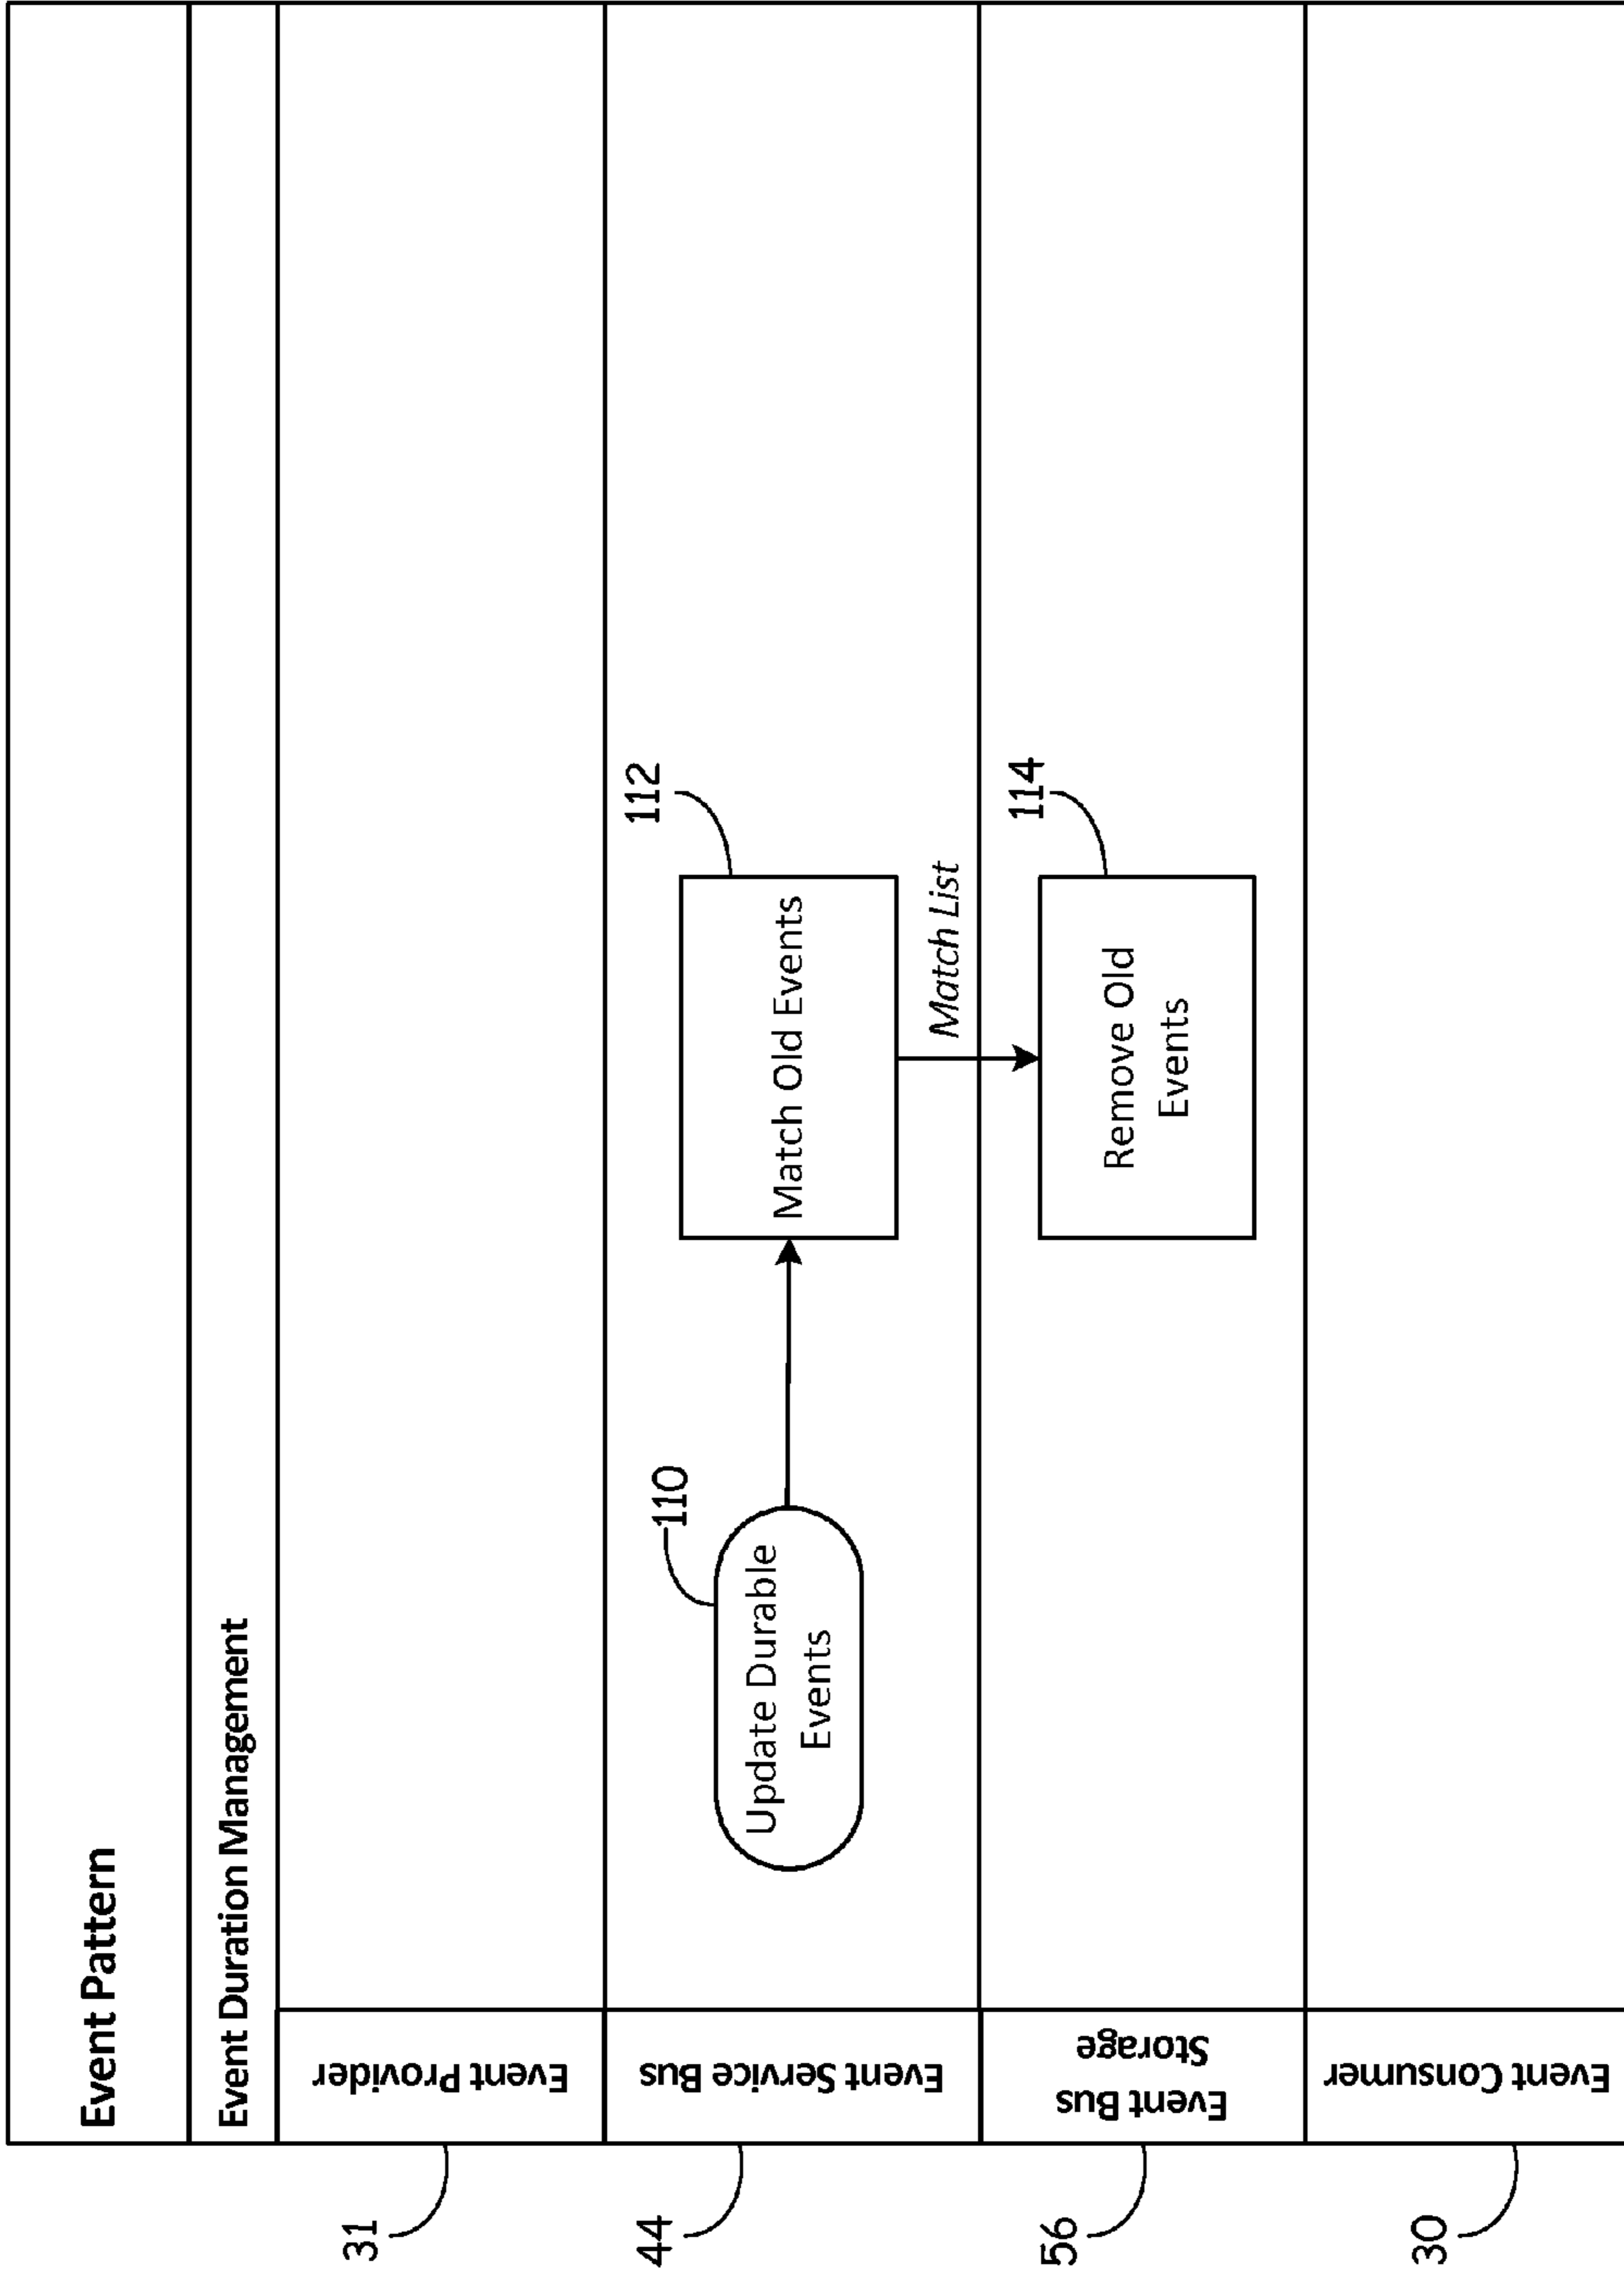 Event Pattern
Event Duration Management
31
Event Provider
44
Event Service Bus
110
Update Durable
Events
112
Match Old Events
Match List
56
Event Bus
Storage
114
Remove Old
Events
30
Event Consumer